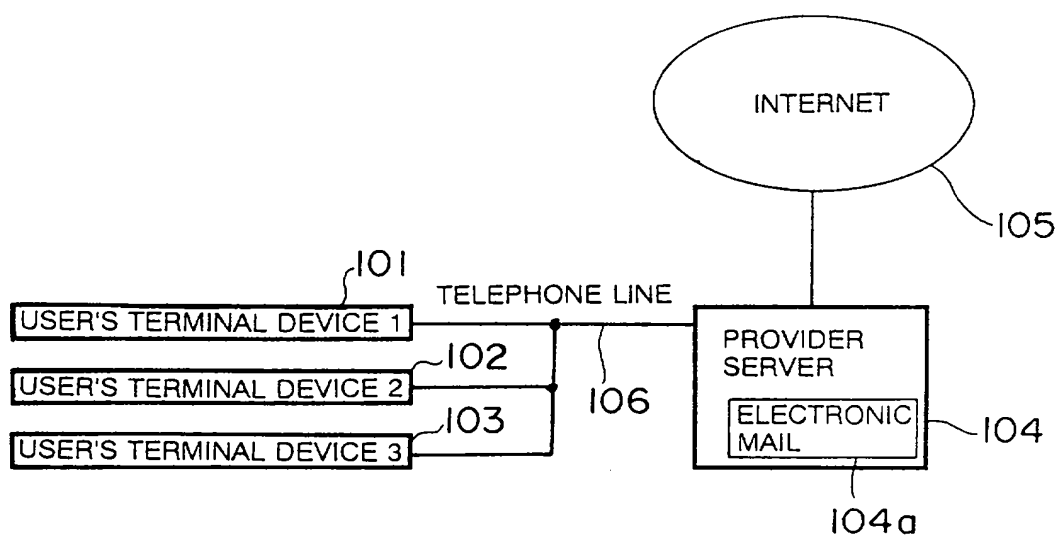 INTERNET
105
101
TELEPHONE LINE
USER'S TERMINAL DEVICE 1
102
USER'S TERMINAL DEVICE 2
103
USER'S TERMINAL DEVICE 3
106
PROVIDER
SERVER
ELECTRONIC
MAIL
104
104a